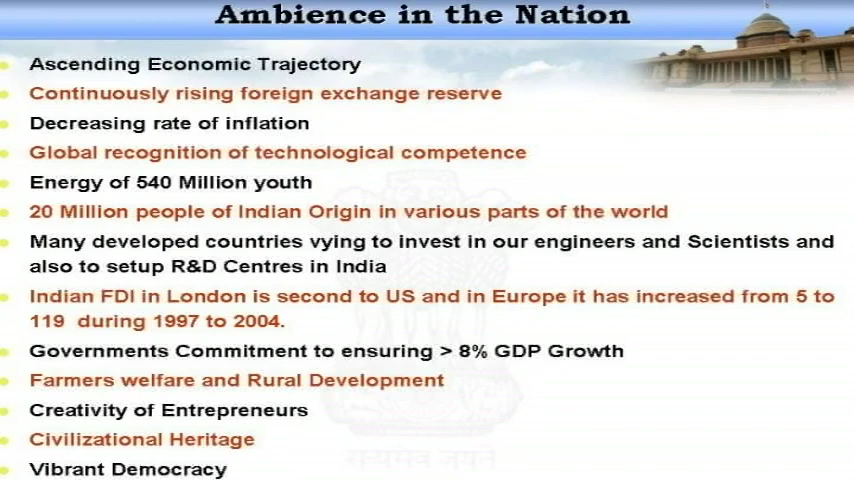 Ambience in the Nation
Ascending Economic Trajectory
Continuously rising foreign exchange reserve
Decreasing rate of inflation
Global recognition of technological competence
Energy of 540 Million youth
20 Million people of Indian Origin in various parts of the world
Many developed countries vying to invest in our engineers and Scientists and
also to setup R&D Centres in India
Indian FDI in London is second to US and in Europe it has increased from 5 to
119 during 1997 to 2004.
Governments Commitment to ensuring > 8% GDP Growth
Farmers welfare and Rural Development
Creativity of Entrepreneurs
Civilizational Heritage
सत्यमेव जयते
Vibrant Democracy